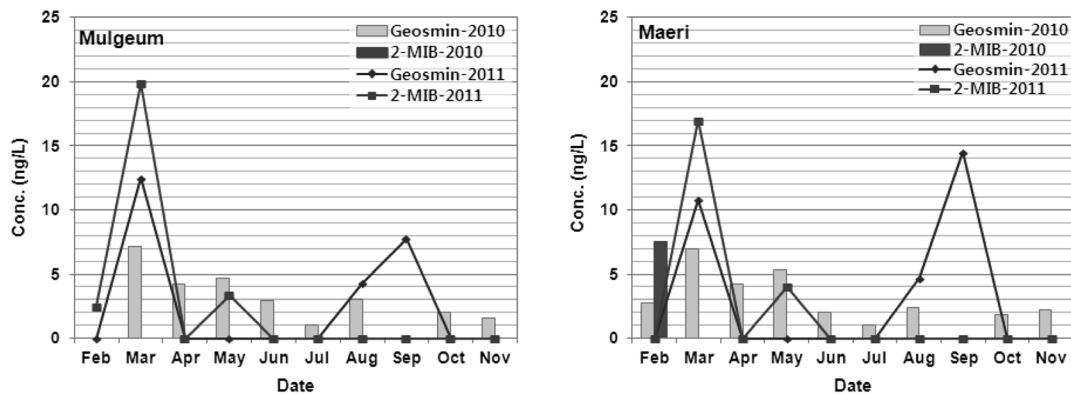 Mulgeum
Geosmin-2010
2-MIB-2010
Geosmin-2011
2-MIB-2011
Conc. (ng/L)
25
20
15
10
5
0
Feb Mar Apr May Jun Jul Aug Sep Oct Nov
Date
Maeri
Geosmin-2010
2-MIB-2010
Geosmin-2011
2-MIB-2011
Conc. (ng/L)
25
20
15
10
5
0
Feb Mar Apr May Jun Jul Aug Sep Oct Nov
Date